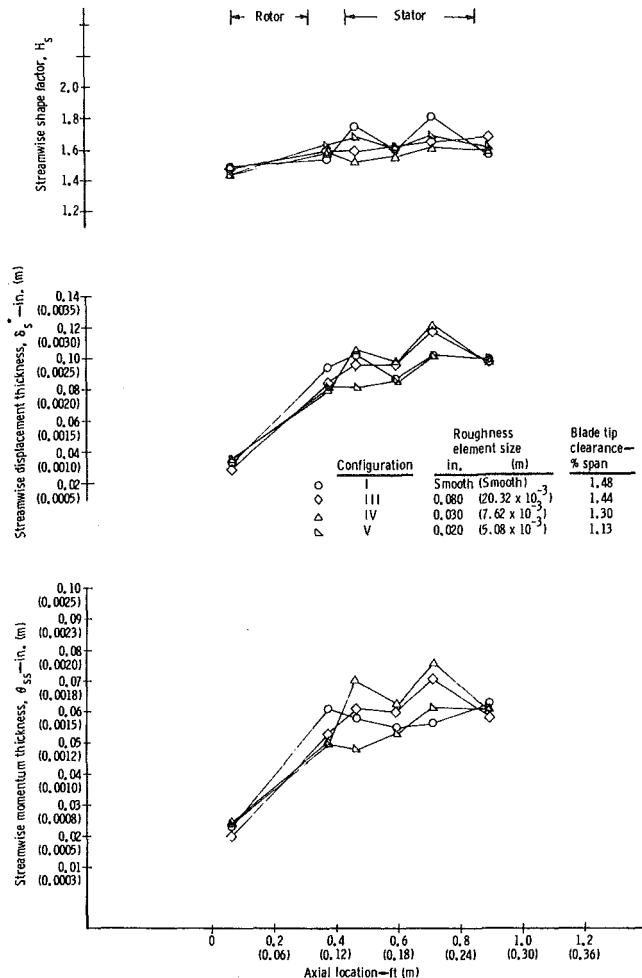 Rotor
Stator
Streamwise shape factor, H_s
2.0
1.8
1.6
1.4
1.2
Streamwise displacement thickness, δ_s^*—in. (m)
0.14
(0.0035)
0.12
(0.0030)
0.10
(0.0025)
0.08
(0.0020)
0.06
(0.0015)
0.04
(0.0010)
0.02
(0.0005)
Configuration
Roughness element size
in. (m)
Blade tip clearance—% span
I Smooth (Smooth) 1.48
III 0.080 (20.32 x 10^-3) 1.44
IV 0.030 (7.62 x 10^-3) 1.30
V 0.020 (5.08 x 10^-3) 1.13
Streamwise momentum thickness, θ_ss—in. (m)
0.10
(0.0025)
0.09
(0.0023)
0.08
(0.0020)
0.07
(0.0018)
0.06
(0.0015)
0.05
(0.0012)
0.04
(0.0010)
0.03
(0.0008)
0.02
(0.0005)
0.01
(0.0003)
0 0.2 0.4 0.6 0.8 1.0 1.2
(0.06) (0.12) (0.18) (0.24) (0.30) (0.36)
Axial location—ft (m)